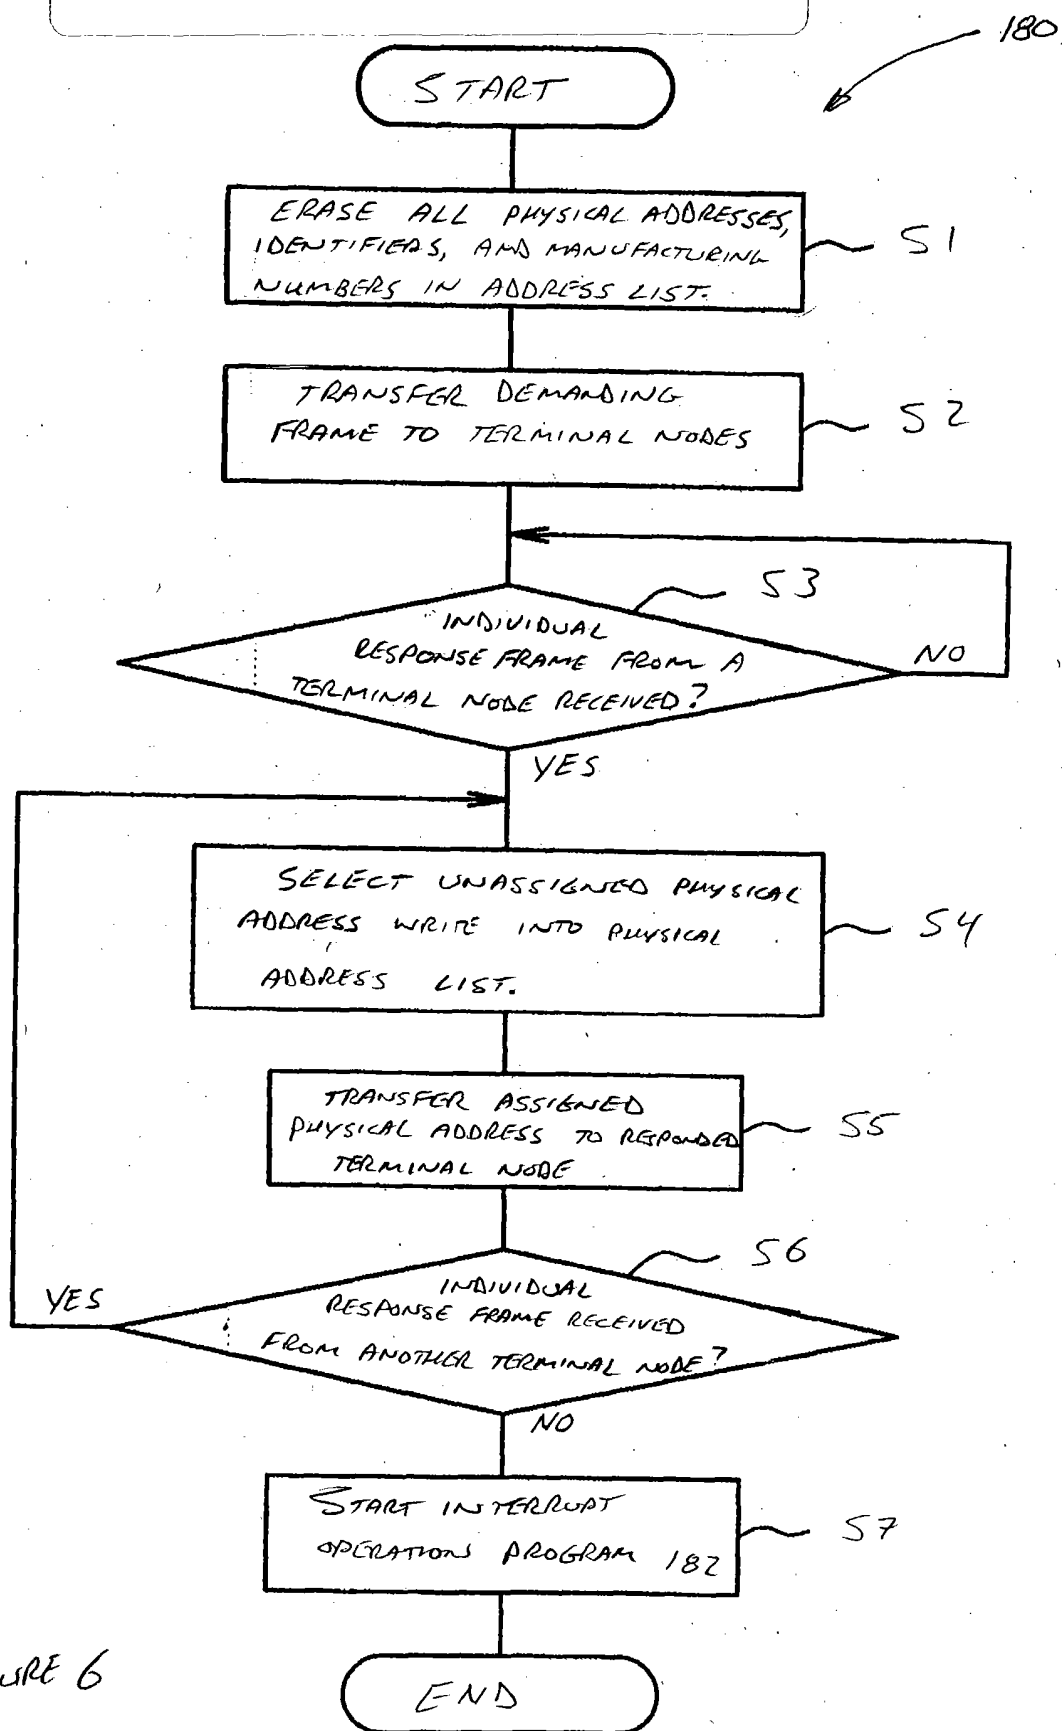 180
START
ERASE ALL PHYSICAL ADDRESSES,
IDENTIFIERS, AND MANUFACTURING
NUMBERS IN ADDRESS LIST.
S1
TRANSFER DEMANDING
FRAME TO TERMINAL NODES
S2
S3
INDIVIDUAL
RESPONSE FRAME FROM A
TERMINAL NODE RECEIVED?
NO
YES
SELECT UNASSIGNED PHYSICAL
ADDRESS WRITE INTO PHYSICAL
ADDRESS LIST.
S4
TRANSFER ASSIGNED
PHYSICAL ADDRESS TO RESPONDED
TERMINAL NODE
S5
S6
INDIVIDUAL
RESPONSE FRAME RECEIVED
FROM ANOTHER TERMINAL NODE?
YES
NO
START INTERRUPT
OPERATIONS PROGRAM 182
S7
URE 6
END